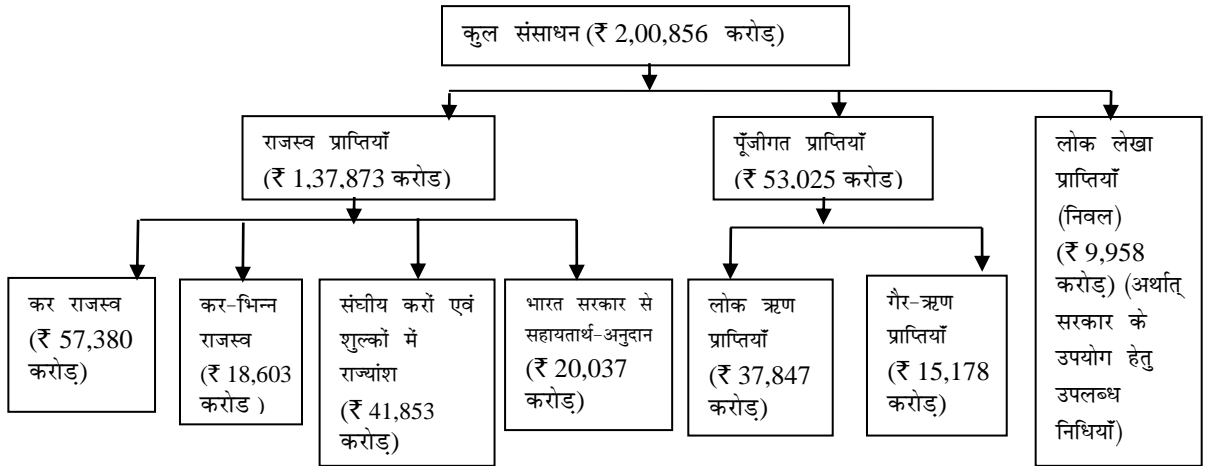 कुल संसाधन (₹ 2,00,856 करोड़)
राजस्व प्राप्तियाँ
(₹ 1,37,873 करोड)
पूँजीगत प्राप्तियाँ
(₹ 53,025 करोड)
लोक लेखा
प्राप्तियाँ
(निवल)
(₹ 9,958
करोड़) (अर्थात्
सरकार के
उपयोग हेतु
उपलब्ध
निधियाँ)
कर राजस्व
(₹ 57,380
करोड़)
कर-भिन्न
राजस्व
(₹ 18,603
करोड )
संघीय करों एवं
शुल्कों में
राज्यांश
(₹ 41,853
करोड़)
भारत सरकार से
सहायतार्थ-अनुदान
(₹ 20,037
करोड़)
लोक ऋण
प्राप्तियाँ
(₹ 37,847
करोड़)
गैर-ऋण
प्राप्तियाँ
(₹ 15,178
करोड़)